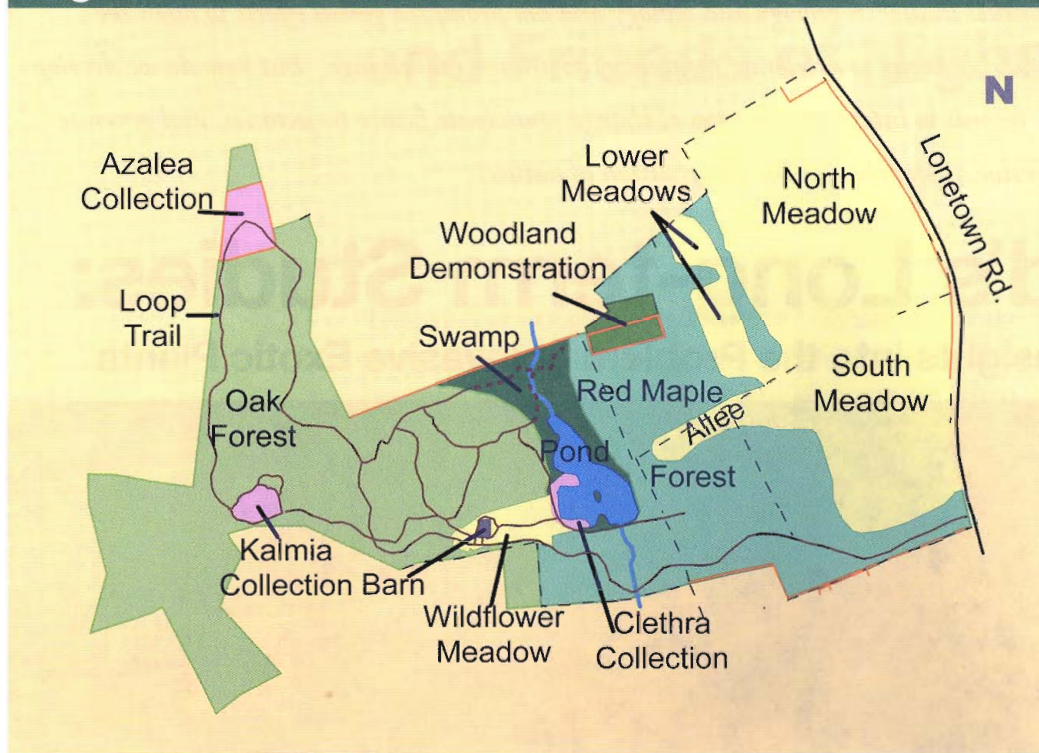 N
Azalea
Collection
Lower
Meadows
North
Meadow
Lonetown Rd.
Woodland
Demonstration
Loop
Trail
Swamp
Red Maple
South
Meadow
Oak
Forest
Allee
Pond
Forest
Kalmia
Collection
Barn
Wildflower
Meadow
Clethra
Collection